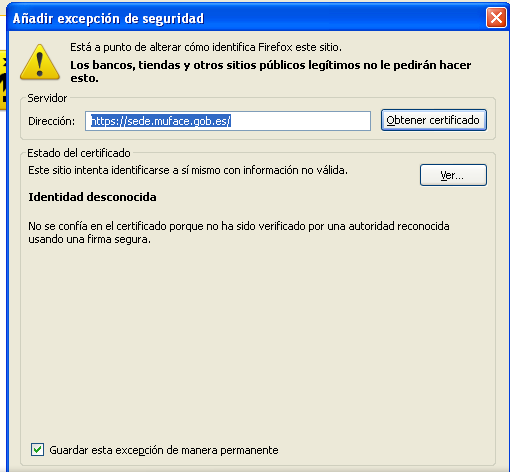 Añadir excepción de seguridad
Está a punto de alterar cómo identifica Firefox este sitio.
Los bancos, tiendas y otros sitios públicos legítimos no le pedirán hacer
esto.
Servidor
Dirección: https://sede.muface.gob.es/ Obtener certificado
Estado del certificado
Este sitio intenta identificarse a sí mismo con información no válida.
Ver...
Identidad desconocida
No se confía en el certificado porque no ha sido verificado por una autoridad reconocida
usando una firma segura.
Guardar esta excepción de manera permanente